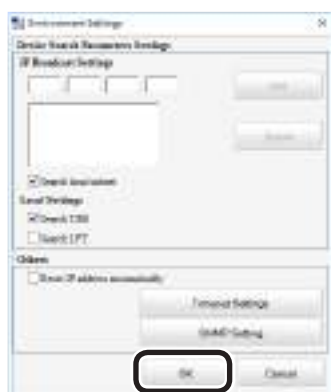 Environment Settings
Device Search Parameters Settings
IP Broadcast Settings
Add
Delete
Search local subnet
Local Settings
Search USB
Search LPT
Others
Reset IP address automatically
Timeout Settings
SNMP Setting
OK
Cancel